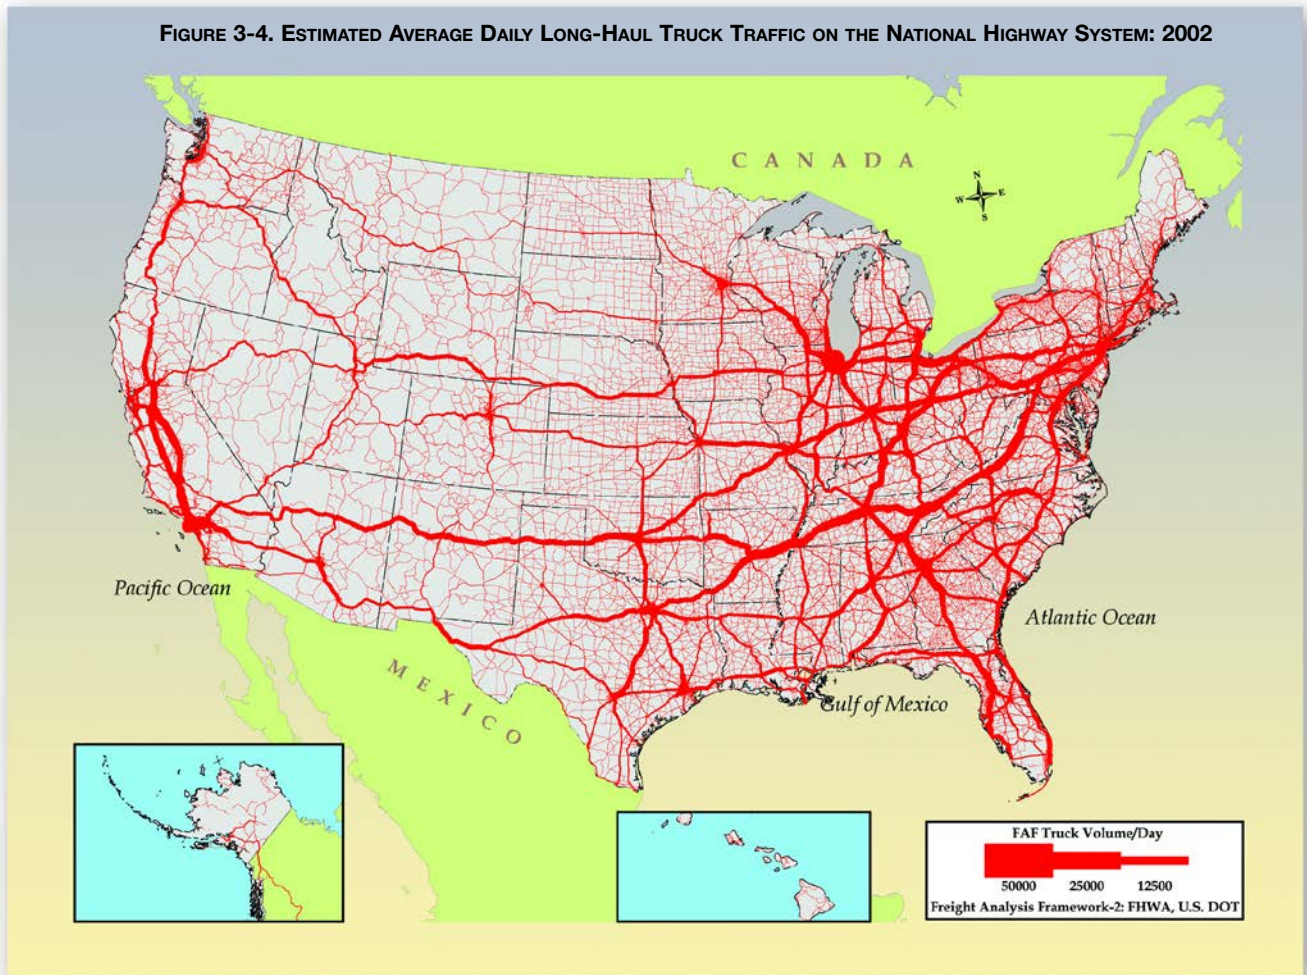 FIGURE 3-4. ESTIMATED AVERAGE DAILY LONG-HAUL TRUCK TRAFFIC ON THE NATIONAL HIGHWAY SYSTEM: 2002
CANADA
N
W E
S
Pacific Ocean
Atlantic Ocean
MEXICO
Gulf of Mexico
FAF Truck Volume/Day
50000 25000 12500
Freight Analysis Framework-2: FHWA, U.S. DOT